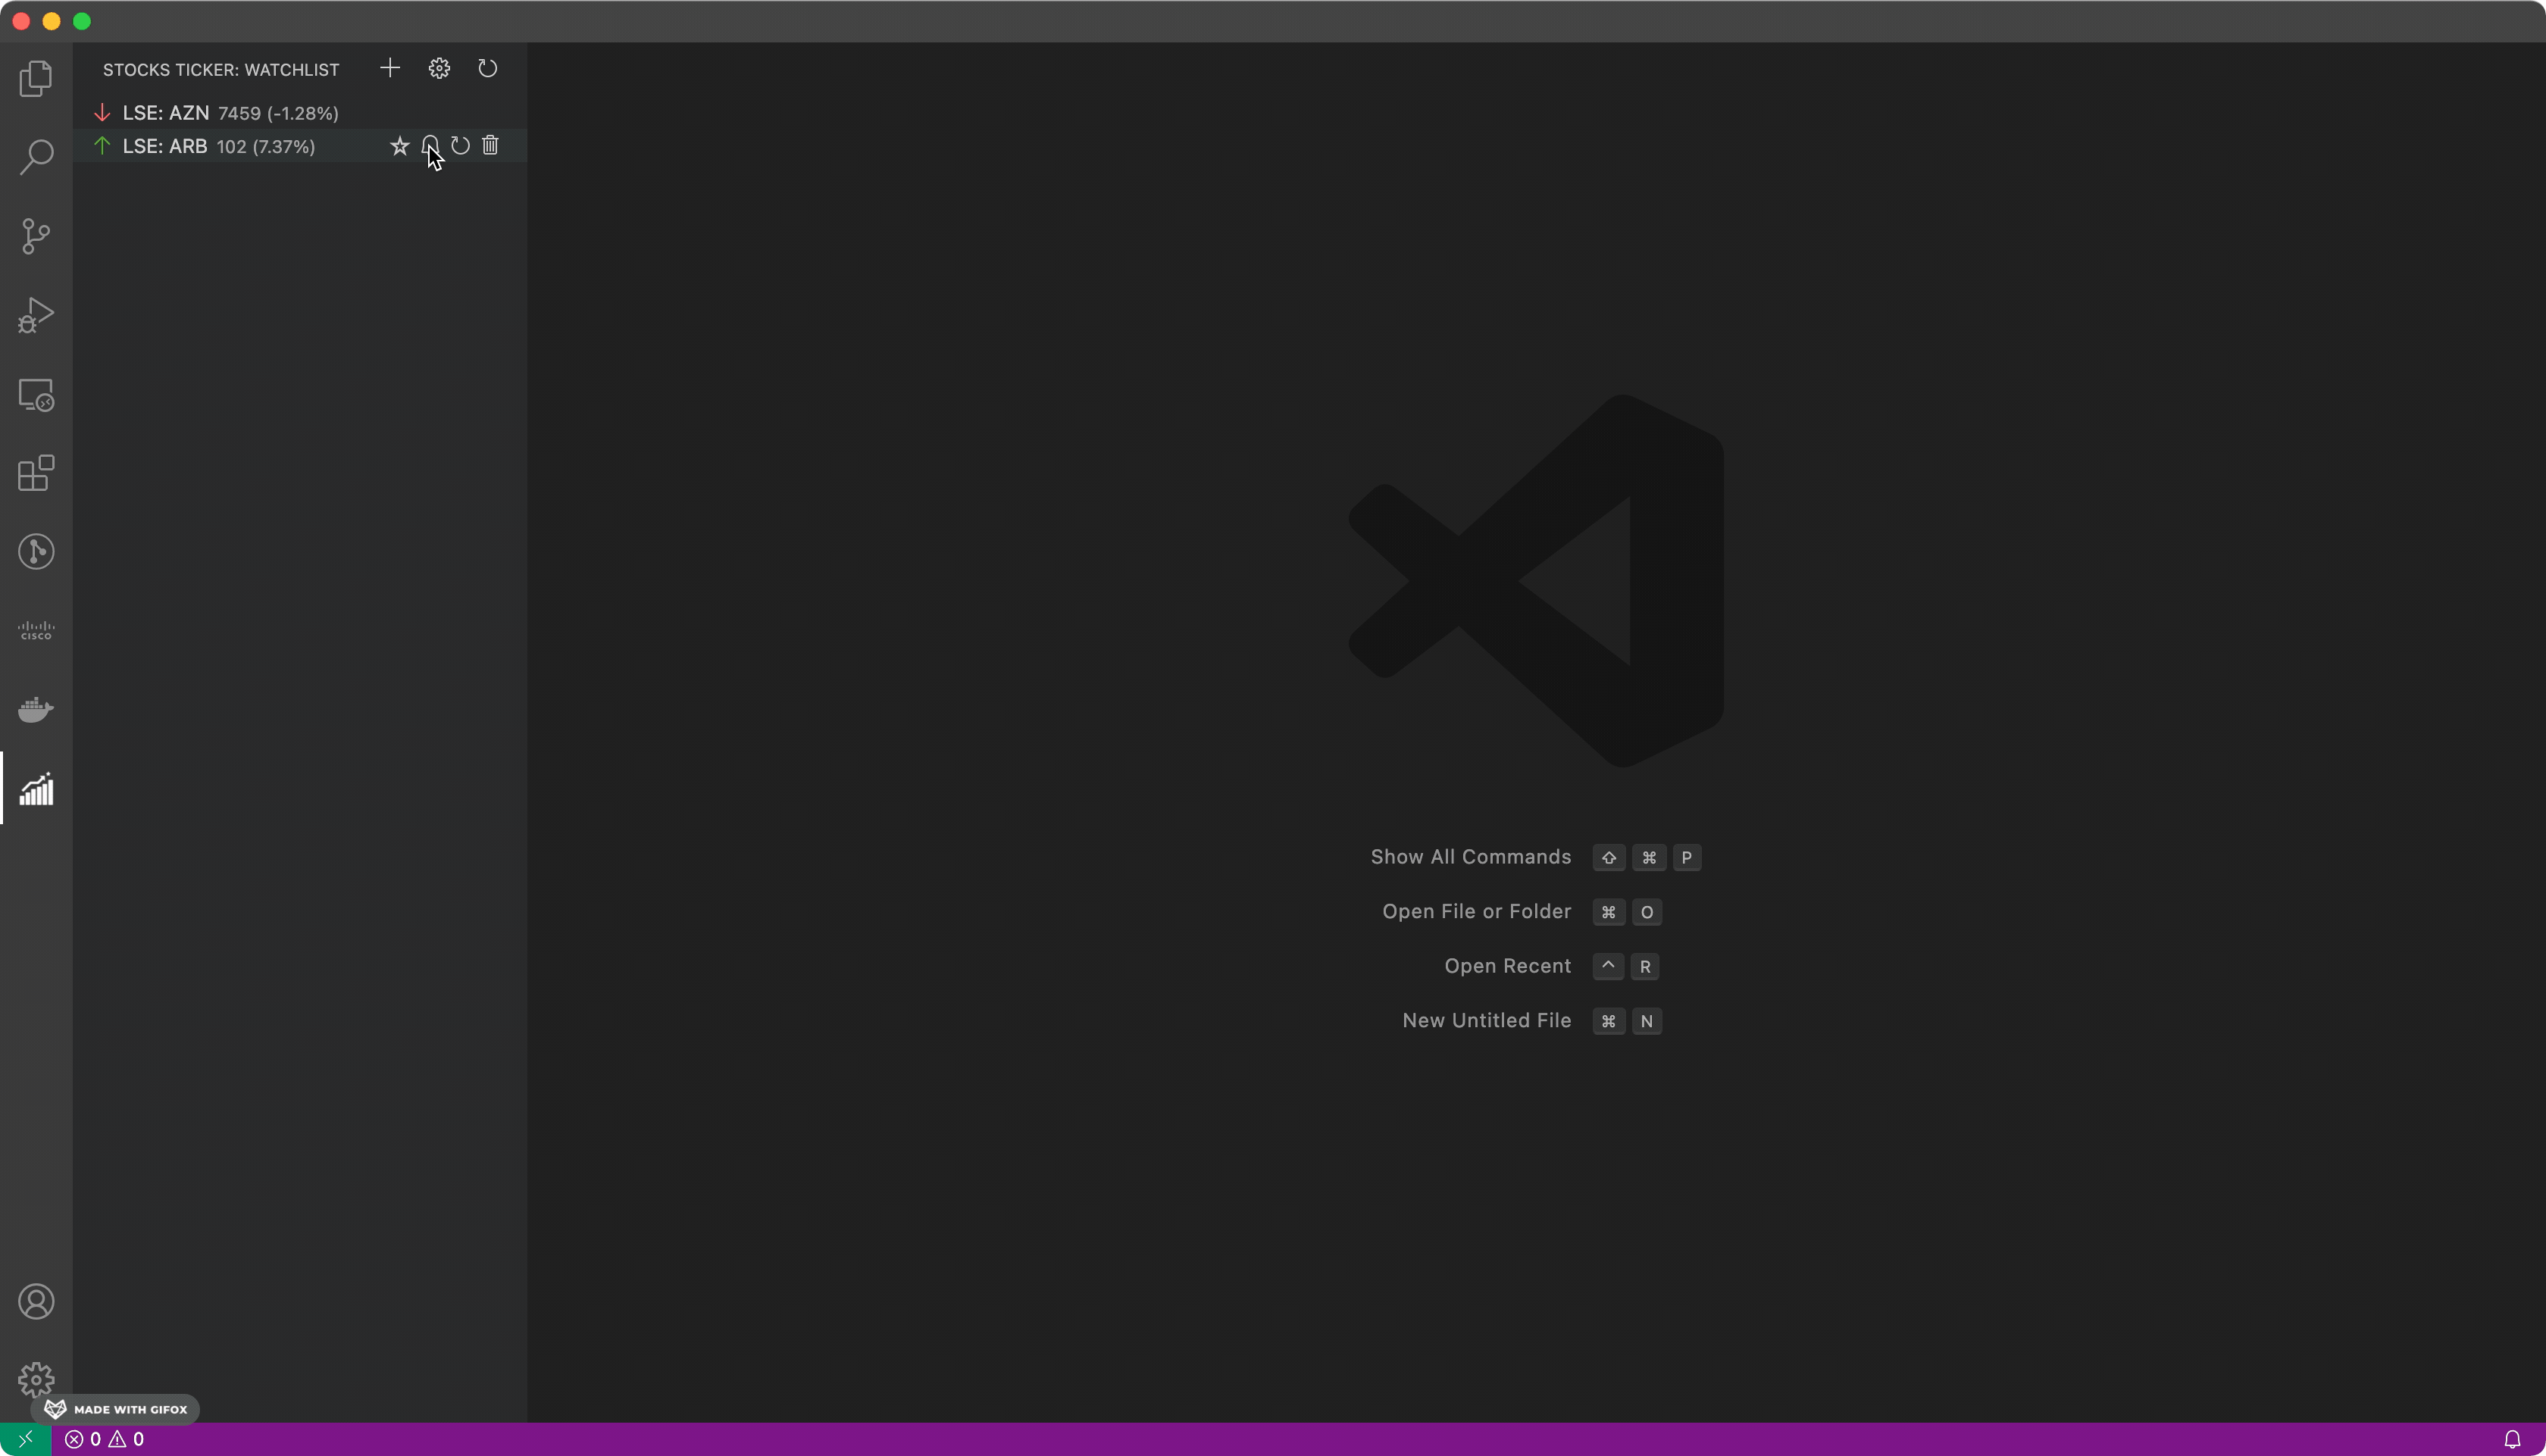 STOCKS TICKER: WATCHLIST
LSE: AZN 7459 (-1.28%)
LSE: ARB 102 (7.37%)
CISCO
Show All Commands ⇧ ⌘ P
Open File or Folder ⌘ O
Open Recent ^ R
New Untitled File ⌘ N
MADE WITH GIFOX
0 0